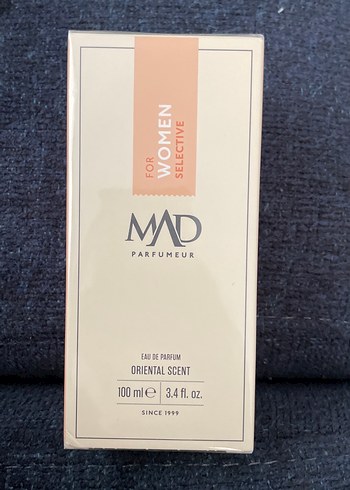 FOR
WOMEN
SELECTIVE
MAD
PARFUMEUR
EAU DE PARFUM
ORIENTAL SCENT
100 ml ℮ 3.4 fl. oz.
SINCE 1999